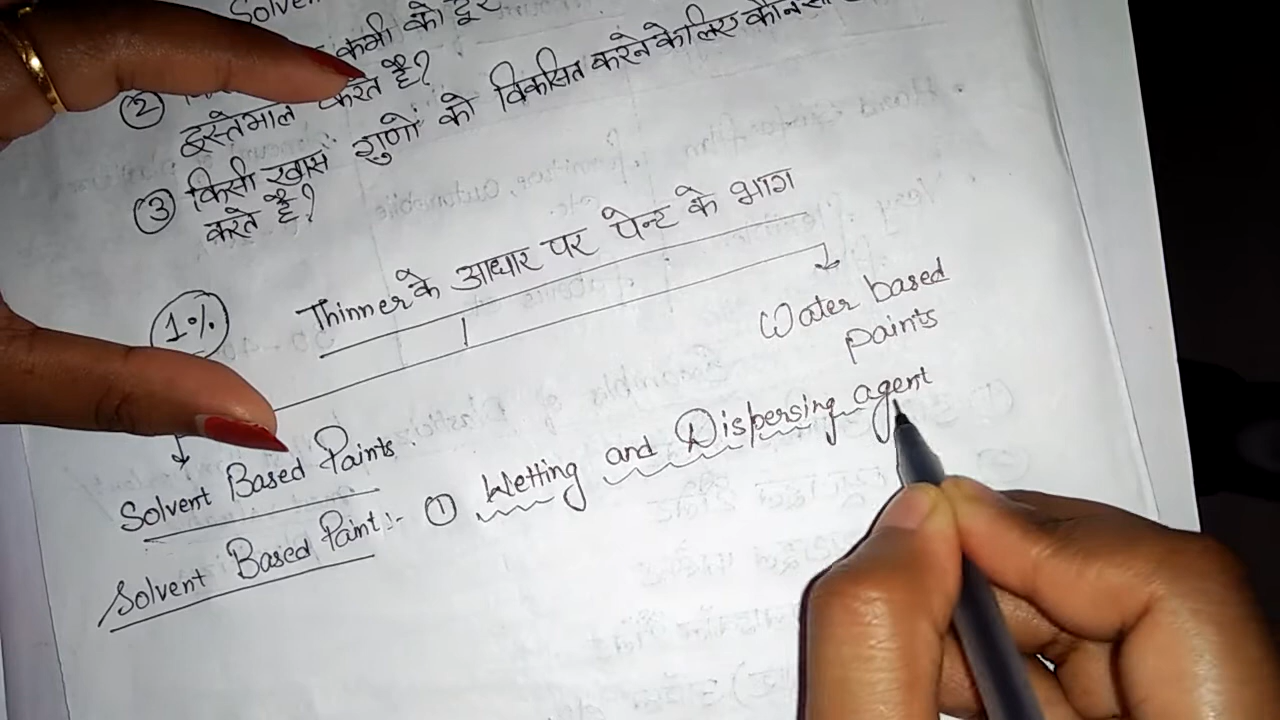 Solven
कमी को दूर
② इस्तेमाल करते है?
③ किसी खास गुणों को विकसित करने के लिए कौनसा
करते है?
1%
Thinner के आधार पर पेन्ट के भाग
Water based
paints
Solvent Based Paints.
Solvent Based Paint:- ① Wetting and Dispersing agent